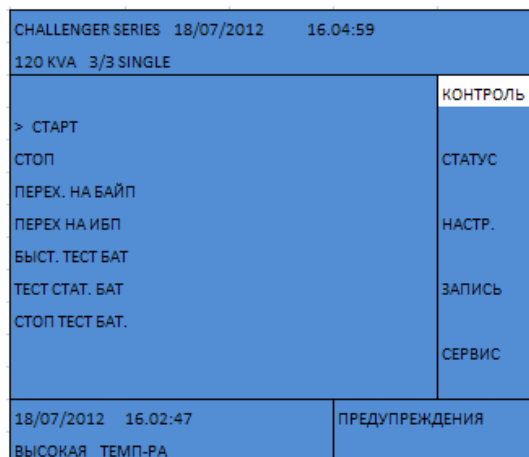 CHALLENGER SERIES 18/07/2012 16.04:59
120 KVA 3/3 SINGLE
КОНТРОЛЬ
> СТАРТ
СТОП
СТАТУС
ПЕРЕХ. НА БАЙП
ПЕРЕХ НА ИБП
НАСТР.
БЫСТ. ТЕСТ БАТ
ТЕСТ СТАТ. БАТ
ЗАПИСЬ
СТОП ТЕСТ БАТ.
СЕРВИС
18/07/2012 16.02:47
ПРЕДУПРЕЖДЕНИЯ
ВЫСОКАЯ ТЕМП-РА